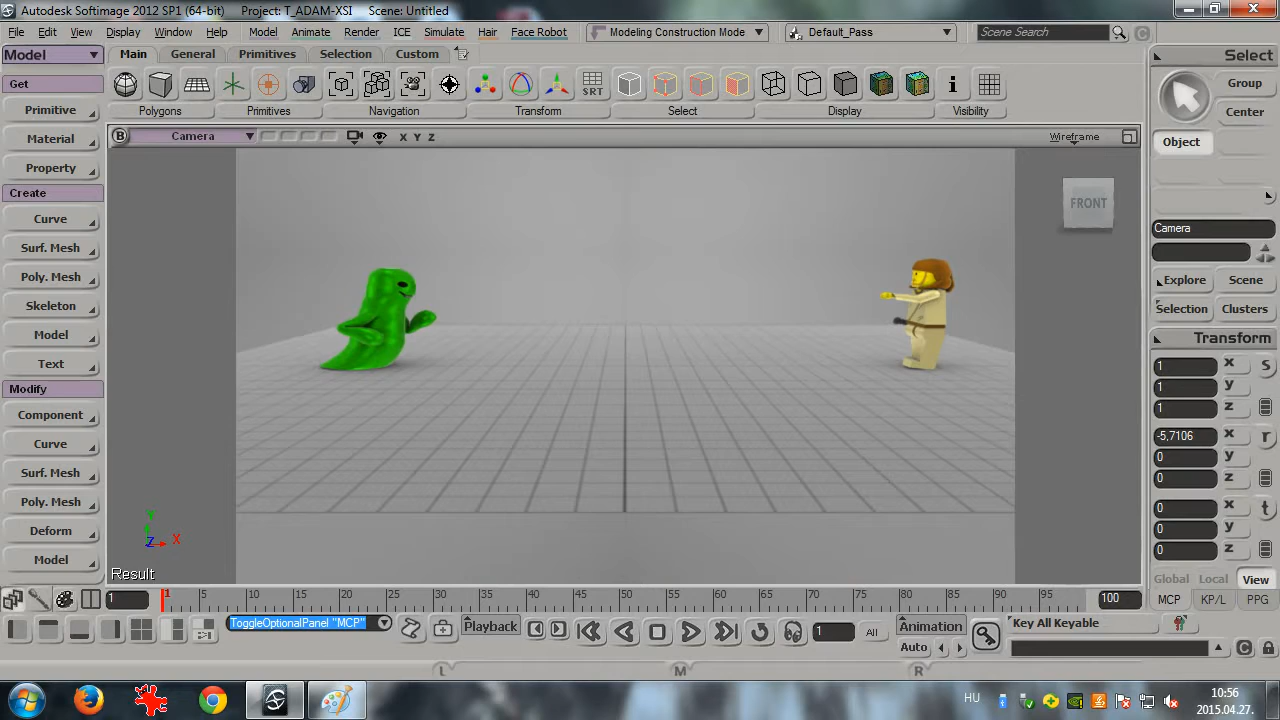 Autodesk Softimage 2012 SP1 (64-bit) Project: T_ADAM-XSI Scene: Untitled
File Edit View Display Window Help Model Animate Render ICE Simulate Hair Face Robot Modeling Construction Mode Default_Pass Scene Search
Model Main General Primitives Selection Custom Select
Get
Primitive
Material
Property
Create
Curve
Surf. Mesh
Poly. Mesh
Skeleton
Model
Text
Modify
Component
Curve
Surf. Mesh
Poly. Mesh
Deform
Model
SRT
Polygons Primitives Navigation Transform Select Display Visibility
B Camera X Y Z Wireframe
FRONT
Y
Z X
Result
Group
Center
Object
Camera
Explore Scene
Selection Clusters
Transform
1 x s
1 y
1 z
-5,7106 x r
0 y
0 z
0 x t
0 y
0 z
Global Local View
MCP KP/L PPG
1 1 5 10 15 20 25 30 35 40 45 50 55 60 65 70 75 80 85 90 95 100
ToggleOptionalPanel "MCP" Playback 1 All Animation Key All Keyable
Auto
L M R
HU 10:56
2015.04.27.